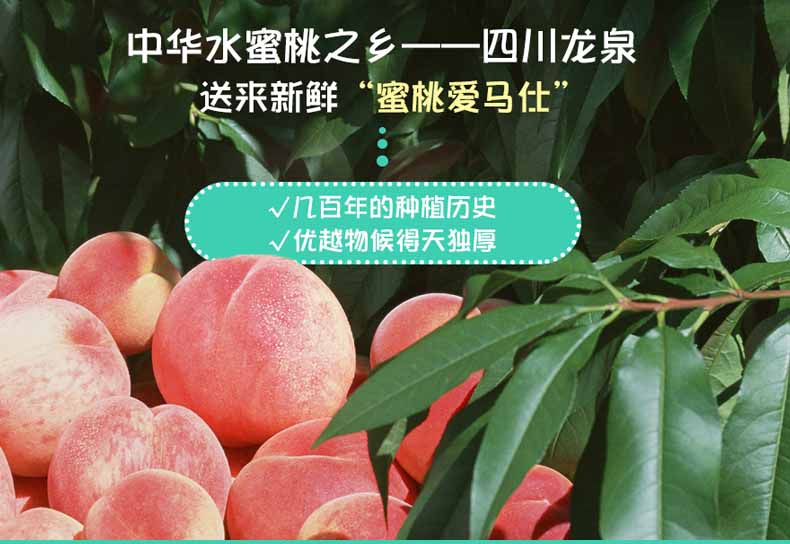 中华水蜜桃之乡——四川龙泉
送来新鲜“蜜桃爱马仕”
√几百年的种植历史
√优越物候得天独厚